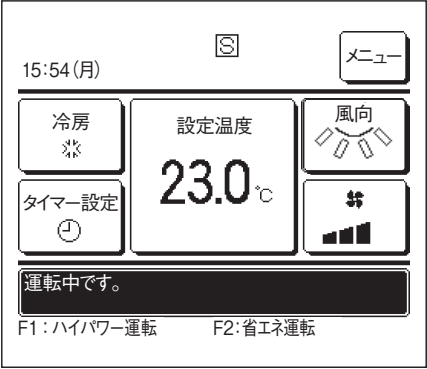 S
メニュー
15:54(月)
冷房
設定温度
風向
23.0℃
タイマー設定
運転中です。
F1：ハイパワー運転 F2：省エネ運転